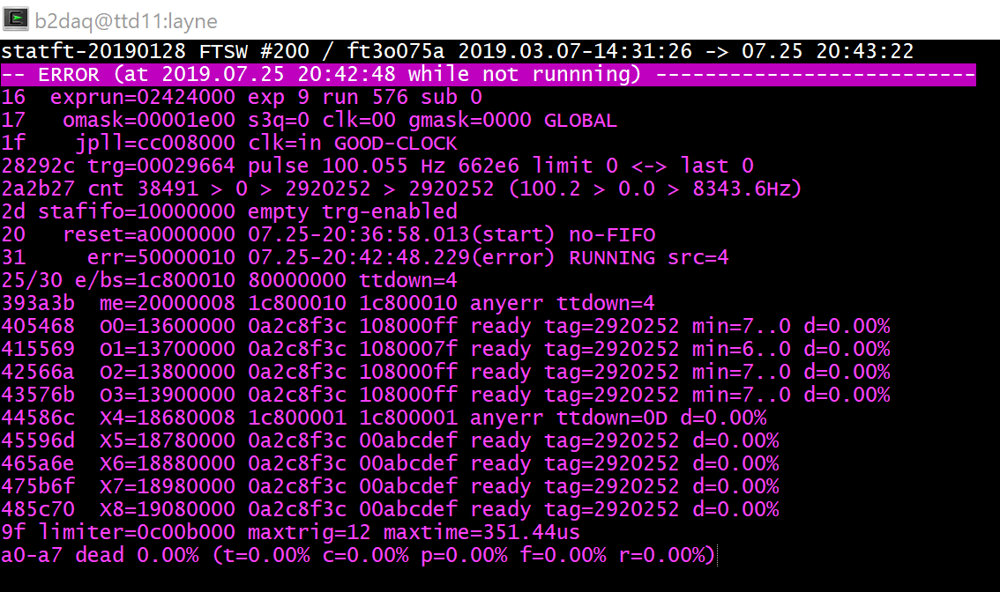 b2daq@ttd11:layne
statft-20190128 FTSW #200 / ft3o075a 2019.03.07-14:31:26 -> 07.25 20:43:22
-- ERROR (at 2019.07.25 20:42:48 while not runnning) --------------------------
16  exprun=02424000 exp 9 run 576 sub 0
17   omask=00001e00 s3q=0 clk=00 gmask=0000 GLOBAL
1f    jpll=cc008000 clk=in GOOD-CLOCK
28292c trg=00029664 pulse 100.055 Hz 662e6 limit 0 <-> last 0
2a2b27 cnt 38491 > 0 > 2920252 > 2920252 (100.2 > 0.0 > 8343.6Hz)
2d stafifo=10000000 empty trg-enabled
20   reset=a0000000 07.25-20:36:58.013(start) no-FIFO
31     err=50000010 07.25-20:42:48.229(error) RUNNING src=4
25/30 e/bs=1c800010 80000000 ttdown=4
393a3b  me=20000008 1c800010 1c800010 anyerr ttdown=4
405468  O0=13600000 0a2c8f3c 108000ff ready tag=2920252 min=7..0 d=0.00%
415569  O1=13700000 0a2c8f3c 1080007f ready tag=2920252 min=6..0 d=0.00%
42566a  O2=13800000 0a2c8f3c 108000ff ready tag=2920252 min=7..0 d=0.00%
43576b  O3=13900000 0a2c8f3c 108000ff ready tag=2920252 min=7..0 d=0.00%
44586c  X4=18680008 1c800001 1c800001 anyerr ttdown=0D d=0.00%
45596d  X5=18780000 0a2c8f3c 00abcdef ready tag=2920252 d=0.00%
465a6e  X6=18880000 0a2c8f3c 00abcdef ready tag=2920252 d=0.00%
475b6f  X7=18980000 0a2c8f3c 00abcdef ready tag=2920252 d=0.00%
485c70  X8=19080000 0a2c8f3c 00abcdef ready tag=2920252 d=0.00%
9f limiter=0c00b000 maxtrig=12 maxtime=351.44us
a0-a7 dead 0.00% (t=0.00% c=0.00% p=0.00% f=0.00% r=0.00%)